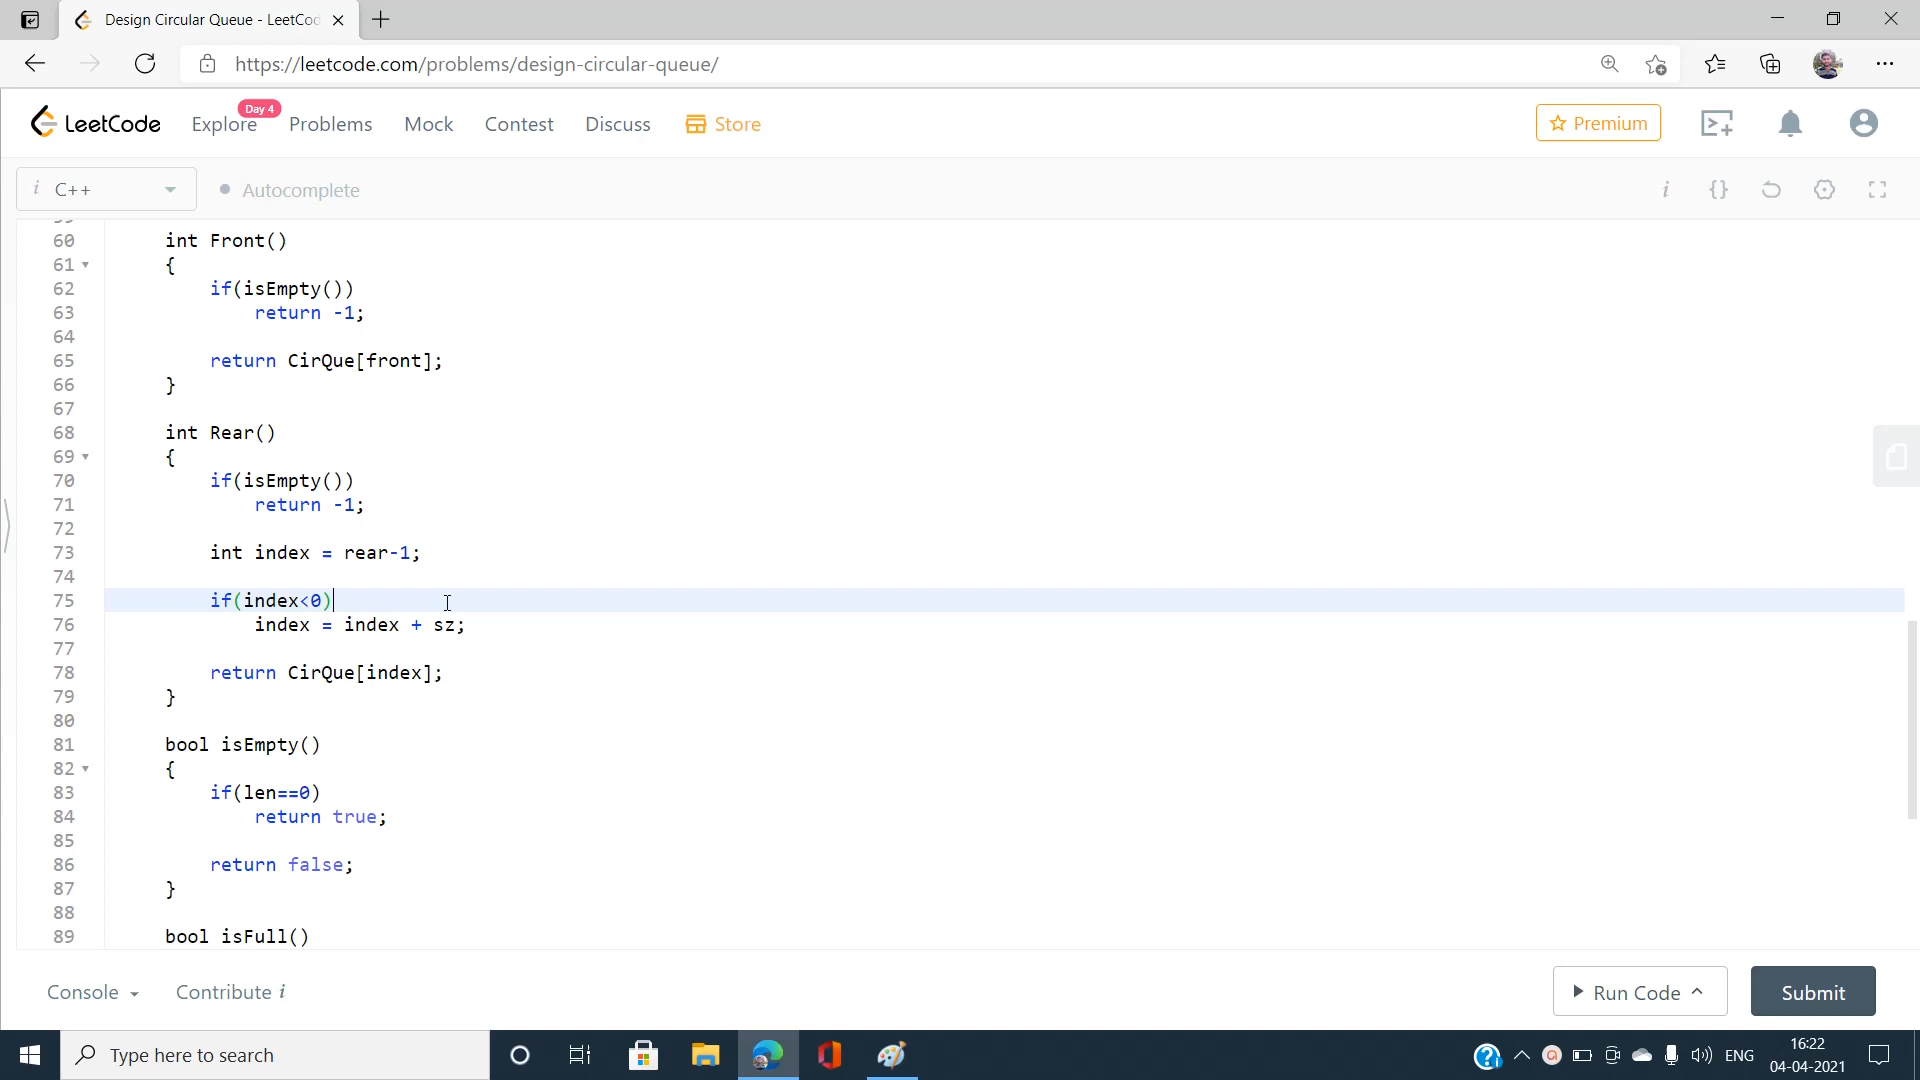 Design Circular Queue - LeetCod
https://leetcode.com/problems/design-circular-queue/
LeetCode
Explore
Day 4
Problems
Mock
Contest
Discuss
Store
Premium
i C++
Autocomplete
i {}
60 int Front()
61 {
62 if(isEmpty())
63 return -1;
64
65 return CirQue[front];
66 }
67
68 int Rear()
69 {
70 if(isEmpty())
71 return -1;
72
73 int index = rear-1;
74
75 if(index<0)
76 index = index + sz;
77
78 return CirQue[index];
79 }
80
81 bool isEmpty()
82 {
83 if(len==0)
84 return true;
85
86 return false;
87 }
88
89 bool isFull()
Console
Contribute i
Run Code
Submit
Type here to search
ENG
16:22
04-04-2021